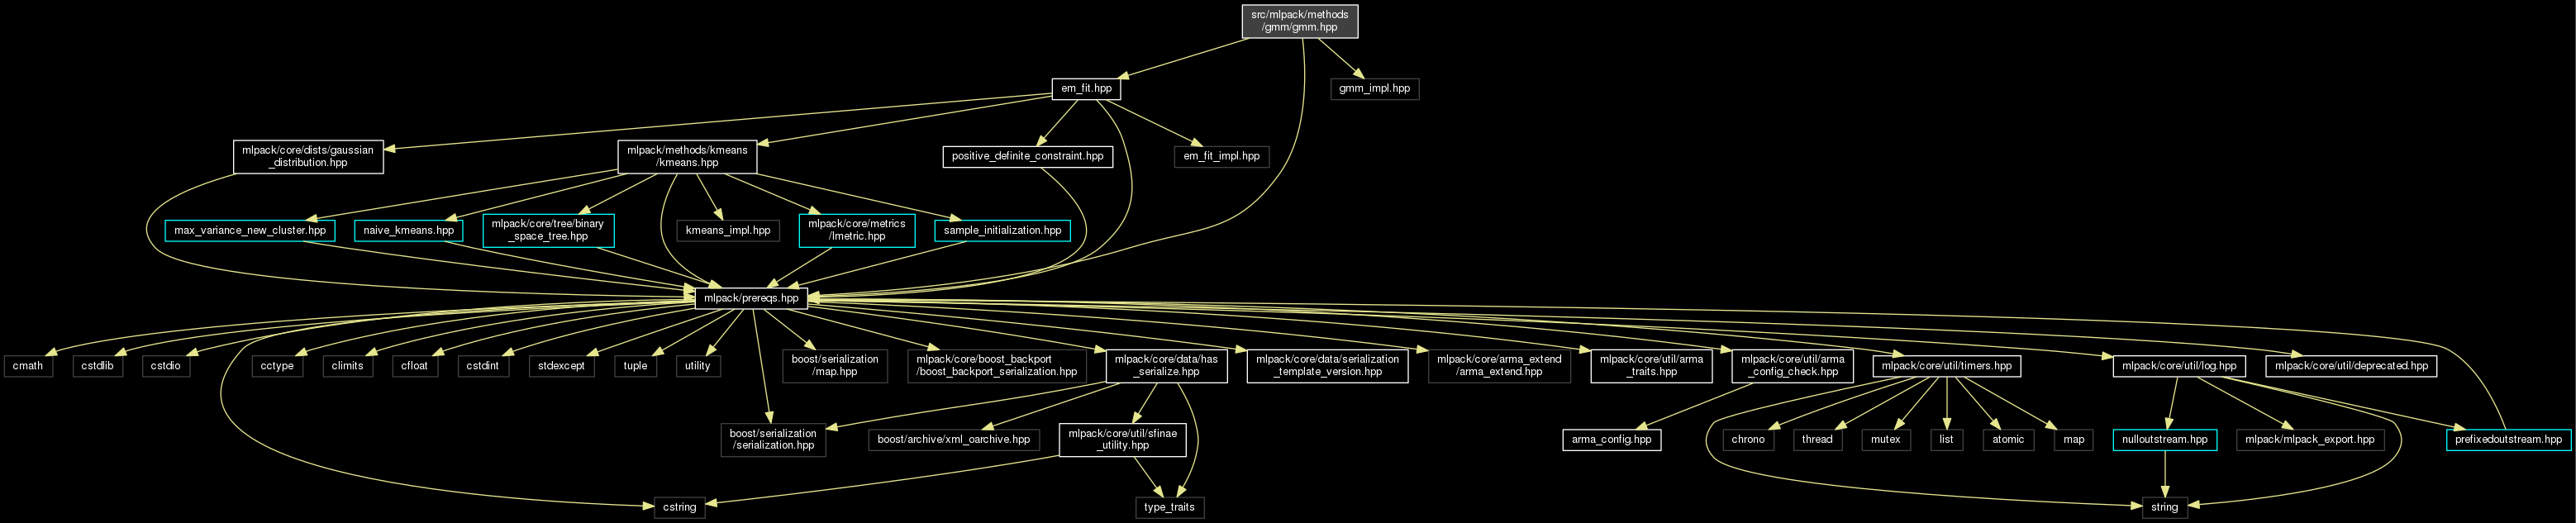 src/mlpack/methods
/gmm/gmm.hpp
em_fit.hpp
gmm_impl.hpp
mlpack/core/dists/gaussian
_distribution.hpp
mlpack/methods/kmeans
/kmeans.hpp
positive_definite_constraint.hpp
em_fit_impl.hpp
max_variance_new_cluster.hpp
naive_kmeans.hpp
mlpack/core/tree/binary
_space_tree.hpp
kmeans_impl.hpp
mlpack/core/metrics
/lmetric.hpp
sample_initialization.hpp
mlpack/prereqs.hpp
cmath
cstdlib
cstdio
cctype
climits
cfloat
cstdint
stdexcept
tuple
utility
boost/serialization
/map.hpp
mlpack/core/boost_backport
/boost_backport_serialization.hpp
mlpack/core/data/has
_serialize.hpp
mlpack/core/data/serialization
_template_version.hpp
mlpack/core/arma_extend
/arma_extend.hpp
mlpack/core/util/arma
_traits.hpp
mlpack/core/util/arma
_config_check.hpp
mlpack/core/util/timers.hpp
mlpack/core/util/log.hpp
mlpack/core/util/deprecated.hpp
boost/serialization
/serialization.hpp
boost/archive/xml_oarchive.hpp
mlpack/core/util/sfinae
_utility.hpp
arma_config.hpp
chrono
thread
mutex
list
atomic
map
nulloutstream.hpp
mlpack/mlpack_export.hpp
prefixedoutstream.hpp
cstring
type_traits
string